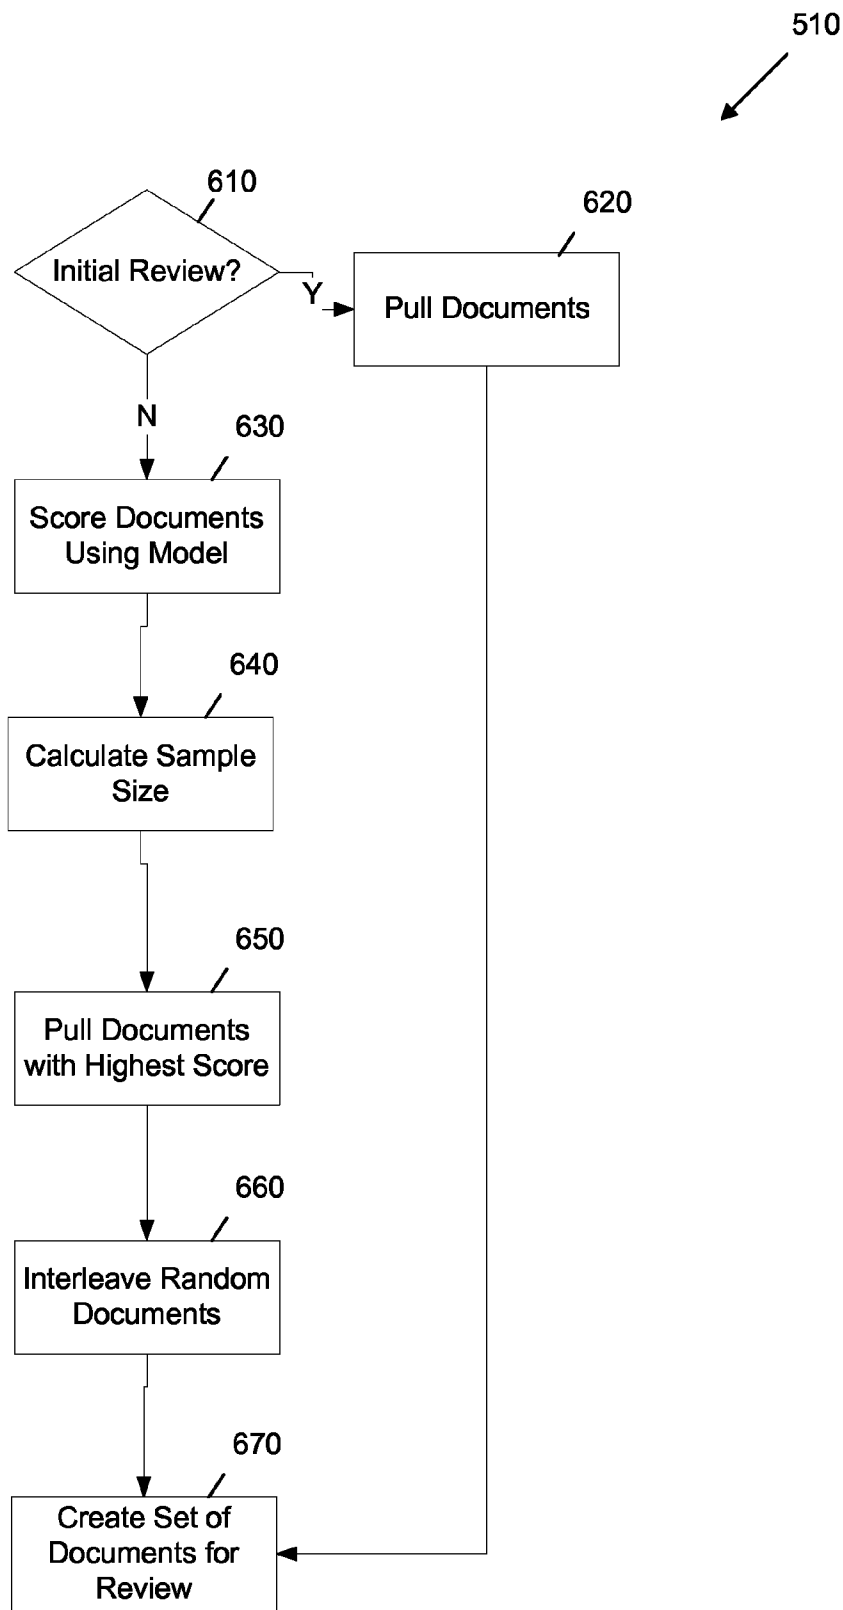 510
610
Initial Review?
Y
620
Pull Documents
N
630
Score Documents
Using Model
640
Calculate Sample
Size
650
Pull Documents
with Highest Score
660
Interleave Random
Documents
670
Create Set of
Documents for
Review